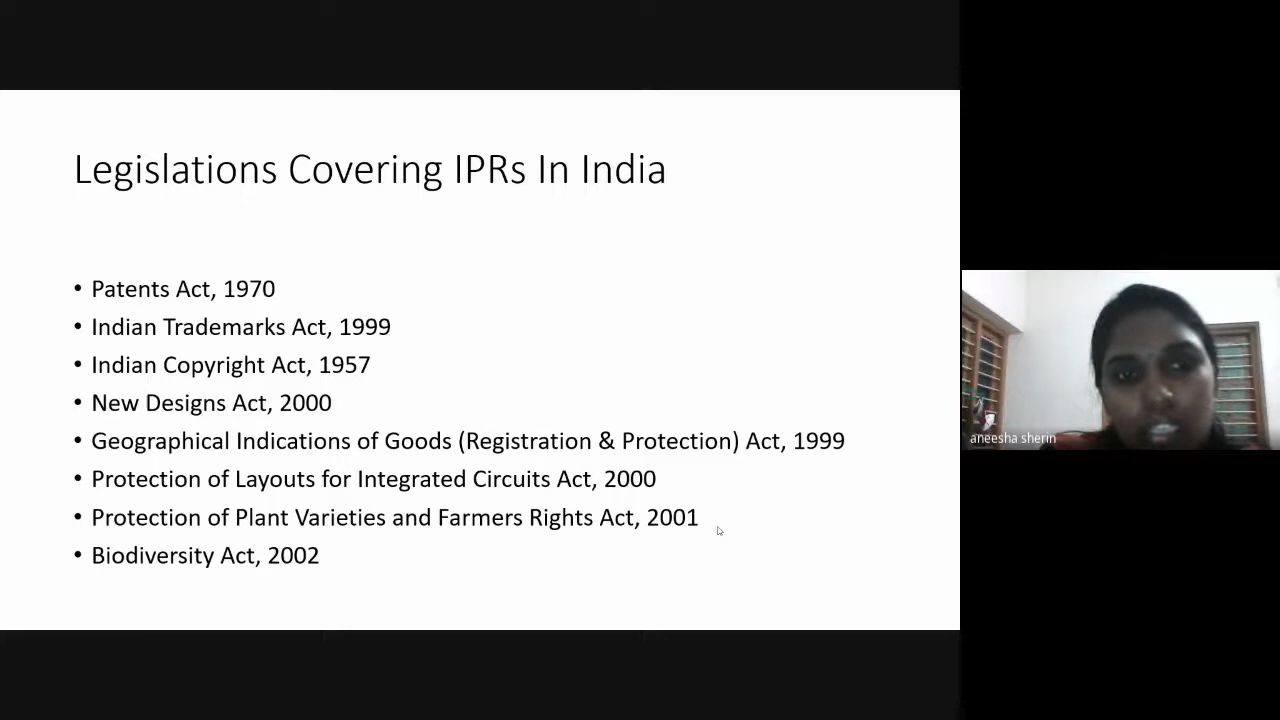 Legislations Covering IPRs In India
• Patents Act, 1970
• Indian Trademarks Act, 1999
• Indian Copyright Act, 1957
• New Designs Act, 2000
• Geographical Indications of Goods (Registration & Protection) Act, 1999
• Protection of Layouts for Integrated Circuits Act, 2000
• Protection of Plant Varieties and Farmers Rights Act, 2001
• Biodiversity Act, 2002
aneesha sherin